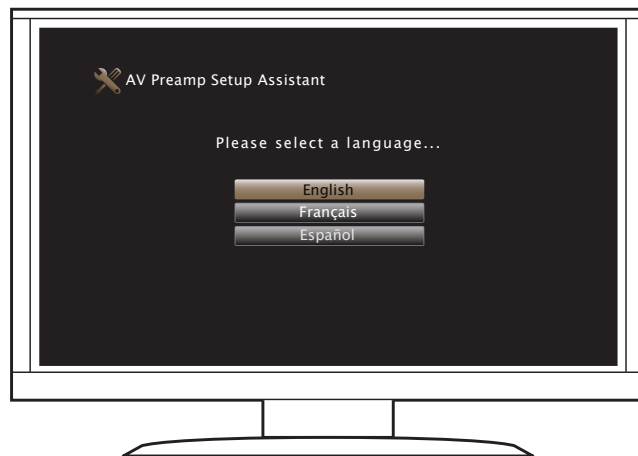 AV Preamp Setup Assistant
Please select a language...
English
Français
Español